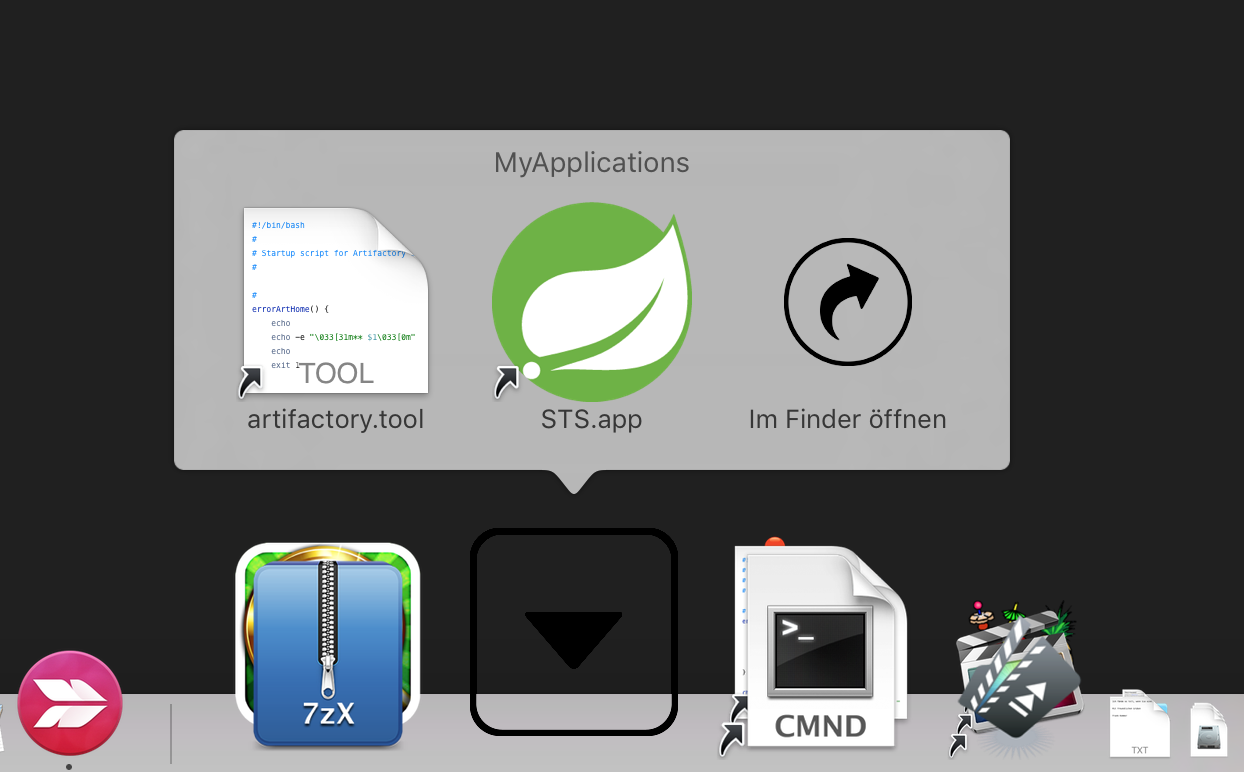 MyApplications
#!/bin/bash
#
# Startup script for Artifactory
#
#
errorArtHome() {
echo
echo -e "\033[31m** $1\033[0m"
echo
exit 1
TOOL
artifactory.tool
STS.app
Im Finder öffnen
>_
7zX
CMND
TXT